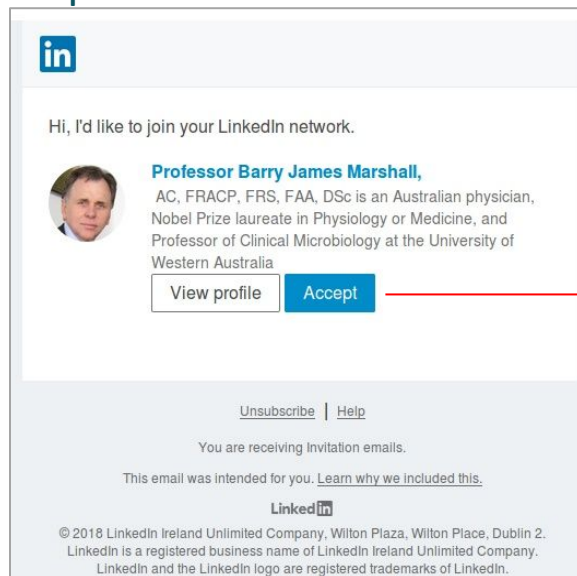 in
Hi, I'd like to join your LinkedIn network.
Professor Barry James Marshall,
AC, FRACP, FRS, FAA, DSc is an Australian physician,
Nobel Prize laureate in Physiology or Medicine, and
Professor of Clinical Microbiology at the University of
Western Australia
View profile Accept
Unsubscribe | Help
You are receiving Invitation emails.
This email was intended for you. Learn why we included this.
Linkedin
© 2018 LinkedIn Ireland Unlimited Company, Wilton Plaza, Wilton Place, Dublin 2.
LinkedIn is a registered business name of LinkedIn Ireland Unlimited Company.
LinkedIn and the LinkedIn logo are registered trademarks of LinkedIn.